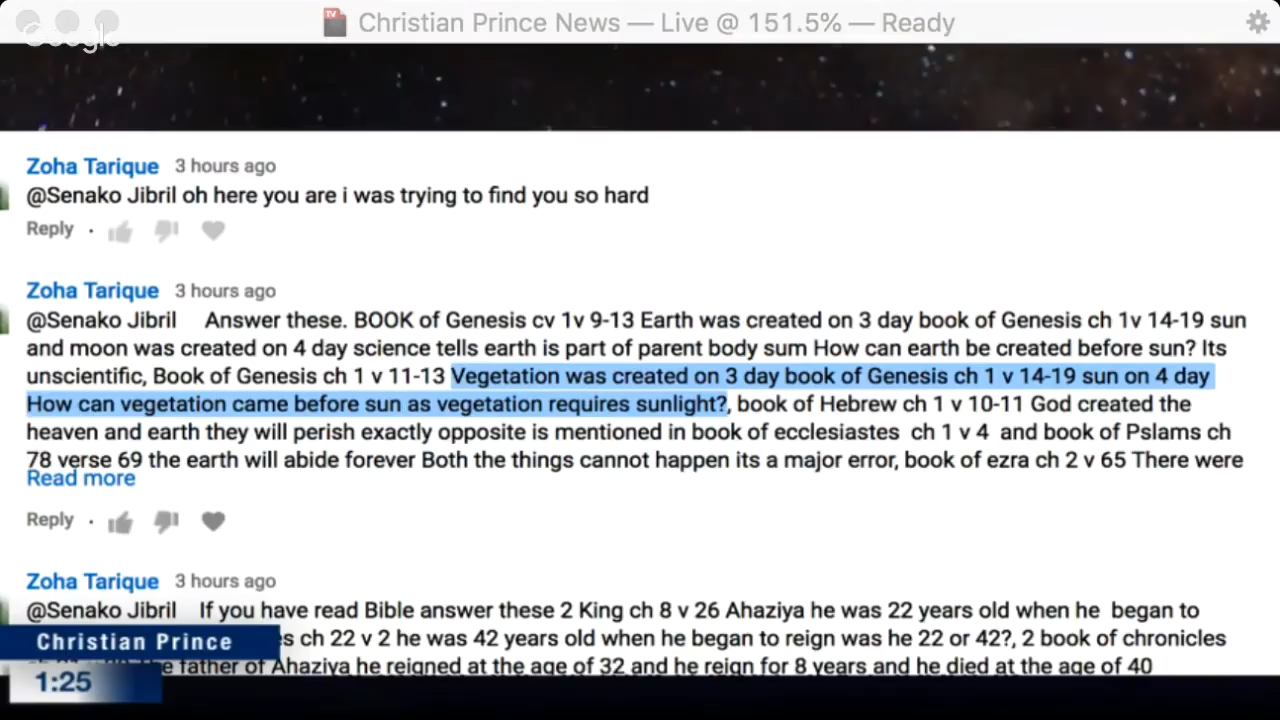 Google
TV
Christian Prince News — Live @ 151.5% — Ready
Zoha Tarique 3 hours ago
@Senako Jibril oh here you are i was trying to find you so hard
Reply ·
Zoha Tarique 3 hours ago
@Senako Jibril Answer these. BOOK of Genesis cv 1v 9-13 Earth was created on 3 day book of Genesis ch 1v 14-19 sun
and moon was created on 4 day science tells earth is part of parent body sum How can earth be created before sun? Its
unscientific, Book of Genesis ch 1 v 11-13 Vegetation was created on 3 day book of Genesis ch 1 v 14-19 sun on 4 day
How can vegetation came before sun as vegetation requires sunlight?, book of Hebrew ch 1 v 10-11 God created the
heaven and earth they will perish exactly opposite is mentioned in book of ecclesiastes ch 1 v 4 and book of Pslams ch
78 verse 69 the earth will abide forever Both the things cannot happen its a major error, book of ezra ch 2 v 65 There were
Read more
Reply ·
Zoha Tarique 3 hours ago
@Senako Jibril If you have read Bible answer these 2 King ch 8 v 26 Ahaziya he was 22 years old when he began to
ch 22 v 2 he was 42 years old when he began to reign was he 22 or 42?, 2 book of chronicles
father of Ahaziya he reigned at the age of 32 and he reign for 8 years and he died at the age of 40
Christian Prince
1:25